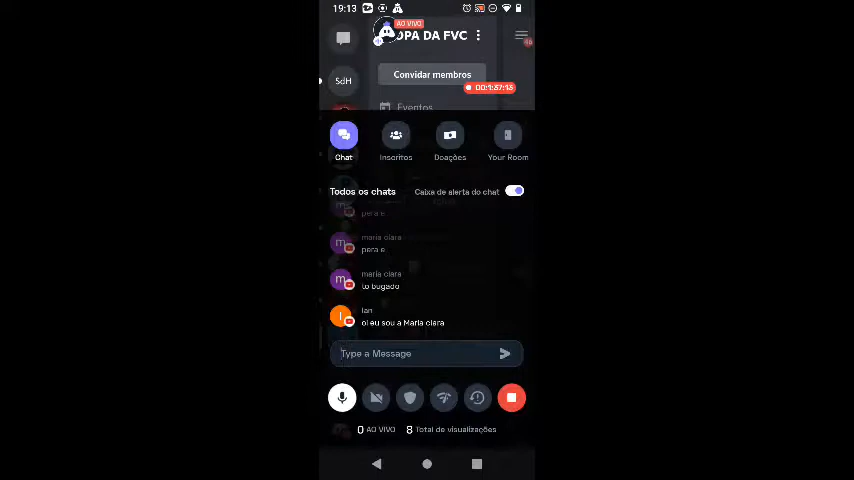 19:13
AO VIVO
OPA DA FVC
SdH
Convidar membros
00:1:37:13
Eventos
Chat
Inscritos
Doações
Your Room
Todos os chats
Caixa de alerta do chat
pera e
maria clara
pera e
maria clara
to bugado
Ian
oi eu sou a Maria clara
Type a Message
0 AO VIVO 8 Total de visualizações